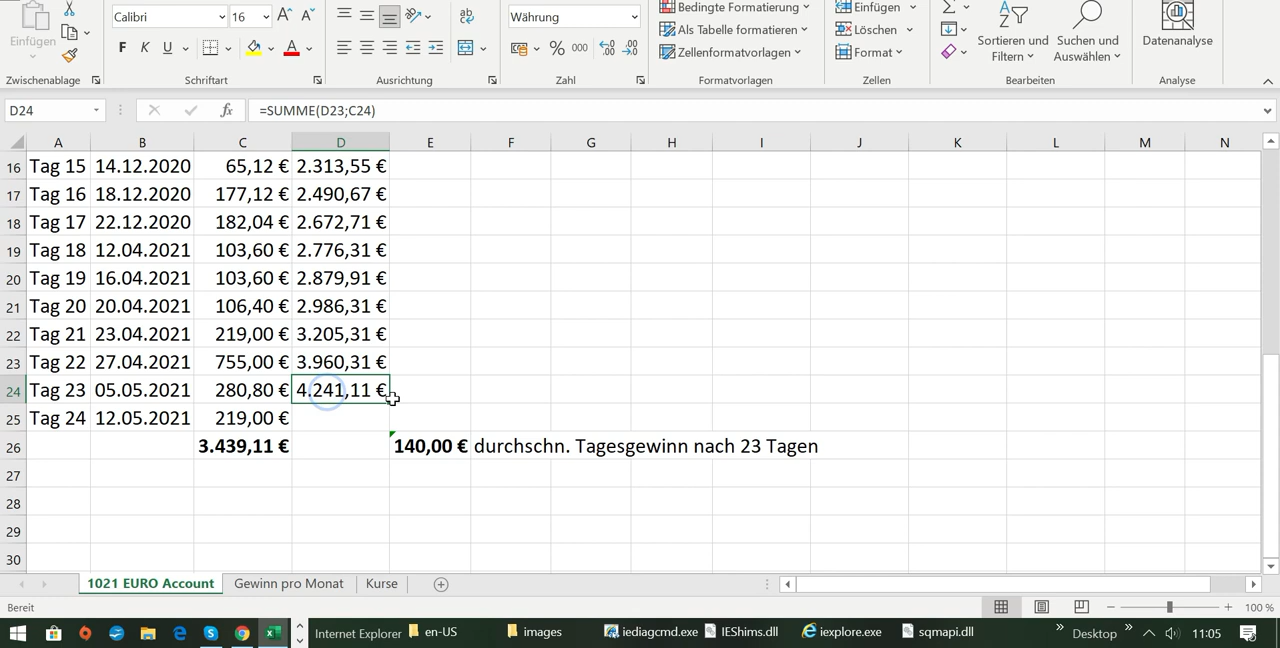 Calibri 16 Währung Bedingte Formatierung Einfügen
Einfügen Als Tabelle formatieren Löschen Sortieren und Suchen und Datenanalyse
F K U A % 000 Zellenformatvorlagen Format Filtern Auswählen
Zwischenablage Schriftart Ausrichtung Zahl Formatvorlagen Zellen Bearbeiten Analyse
D24 fx =SUMME(D23;C24)
A B C D E F G H I J K L M N
16 Tag 15 14.12.2020 65,12 € 2.313,55 €
17 Tag 16 18.12.2020 177,12 € 2.490,67 €
18 Tag 17 22.12.2020 182,04 € 2.672,71 €
19 Tag 18 12.04.2021 103,60 € 2.776,31 €
20 Tag 19 16.04.2021 103,60 € 2.879,91 €
21 Tag 20 20.04.2021 106,40 € 2.986,31 €
22 Tag 21 23.04.2021 219,00 € 3.205,31 €
23 Tag 22 27.04.2021 755,00 € 3.960,31 €
24 Tag 23 05.05.2021 280,80 € 4.241,11 €
25 Tag 24 12.05.2021 219,00 €
26 3.439,11 € 140,00 € durchschn. Tagesgewinn nach 23 Tagen
27
28
29
30
1021 EURO Account Gewinn pro Monat Kurse
Bereit 100 %
Internet Explorer en-US images iediagcmd.exe IEShims.dll iexplore.exe sqmapi.dll Desktop 11:05